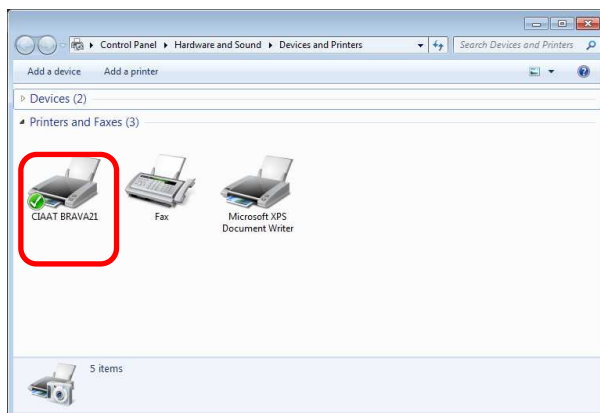 Control Panel ▸ Hardware and Sound ▸ Devices and Printers
Search Devices and Printers
Add a device Add a printer
Devices (2)
Printers and Faxes (3)
CIAAT BRAVA21
Fax
Microsoft XPS
Document Writer
5 items